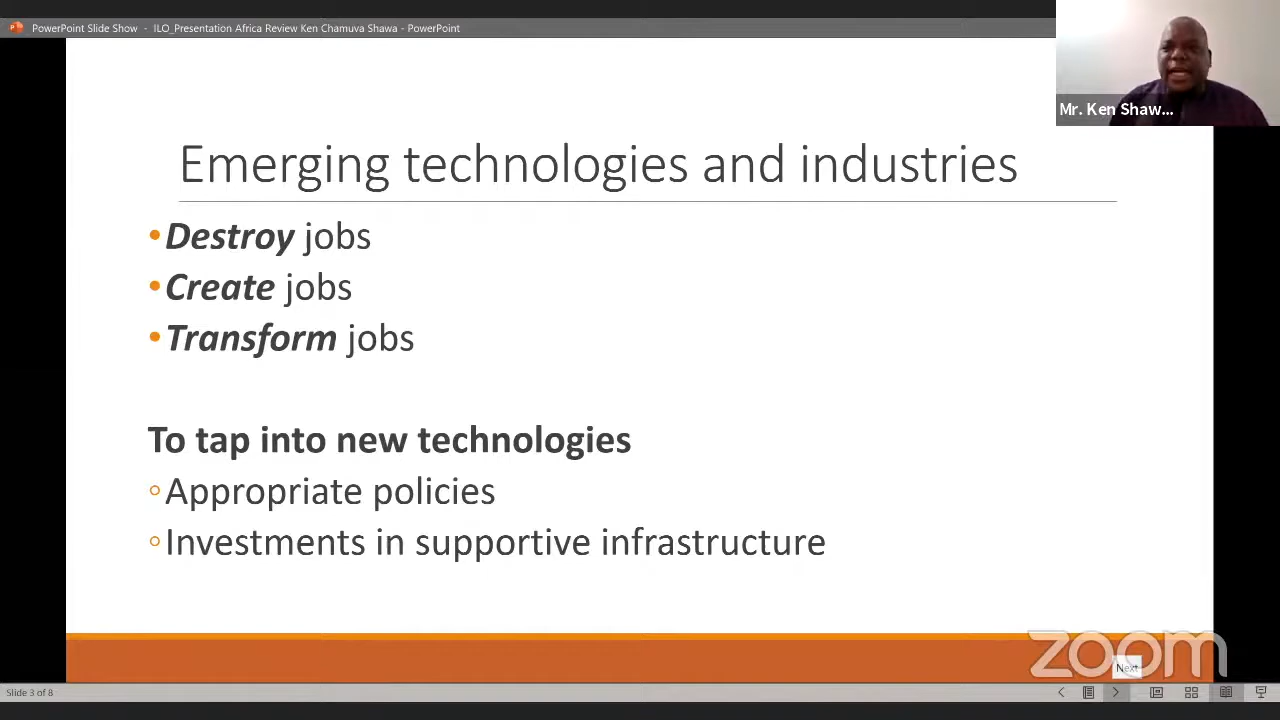 PowerPoint Slide Show - ILO_Presentation Africa Review Ken Chamuva Shawa - PowerPoint
Mr. Ken Shaw...
Emerging technologies and industries
•Destroy jobs
•Create jobs
•Transform jobs
To tap into new technologies
◦Appropriate policies
◦Investments in supportive infrastructure
zoom
Next
Slide 3 of 8